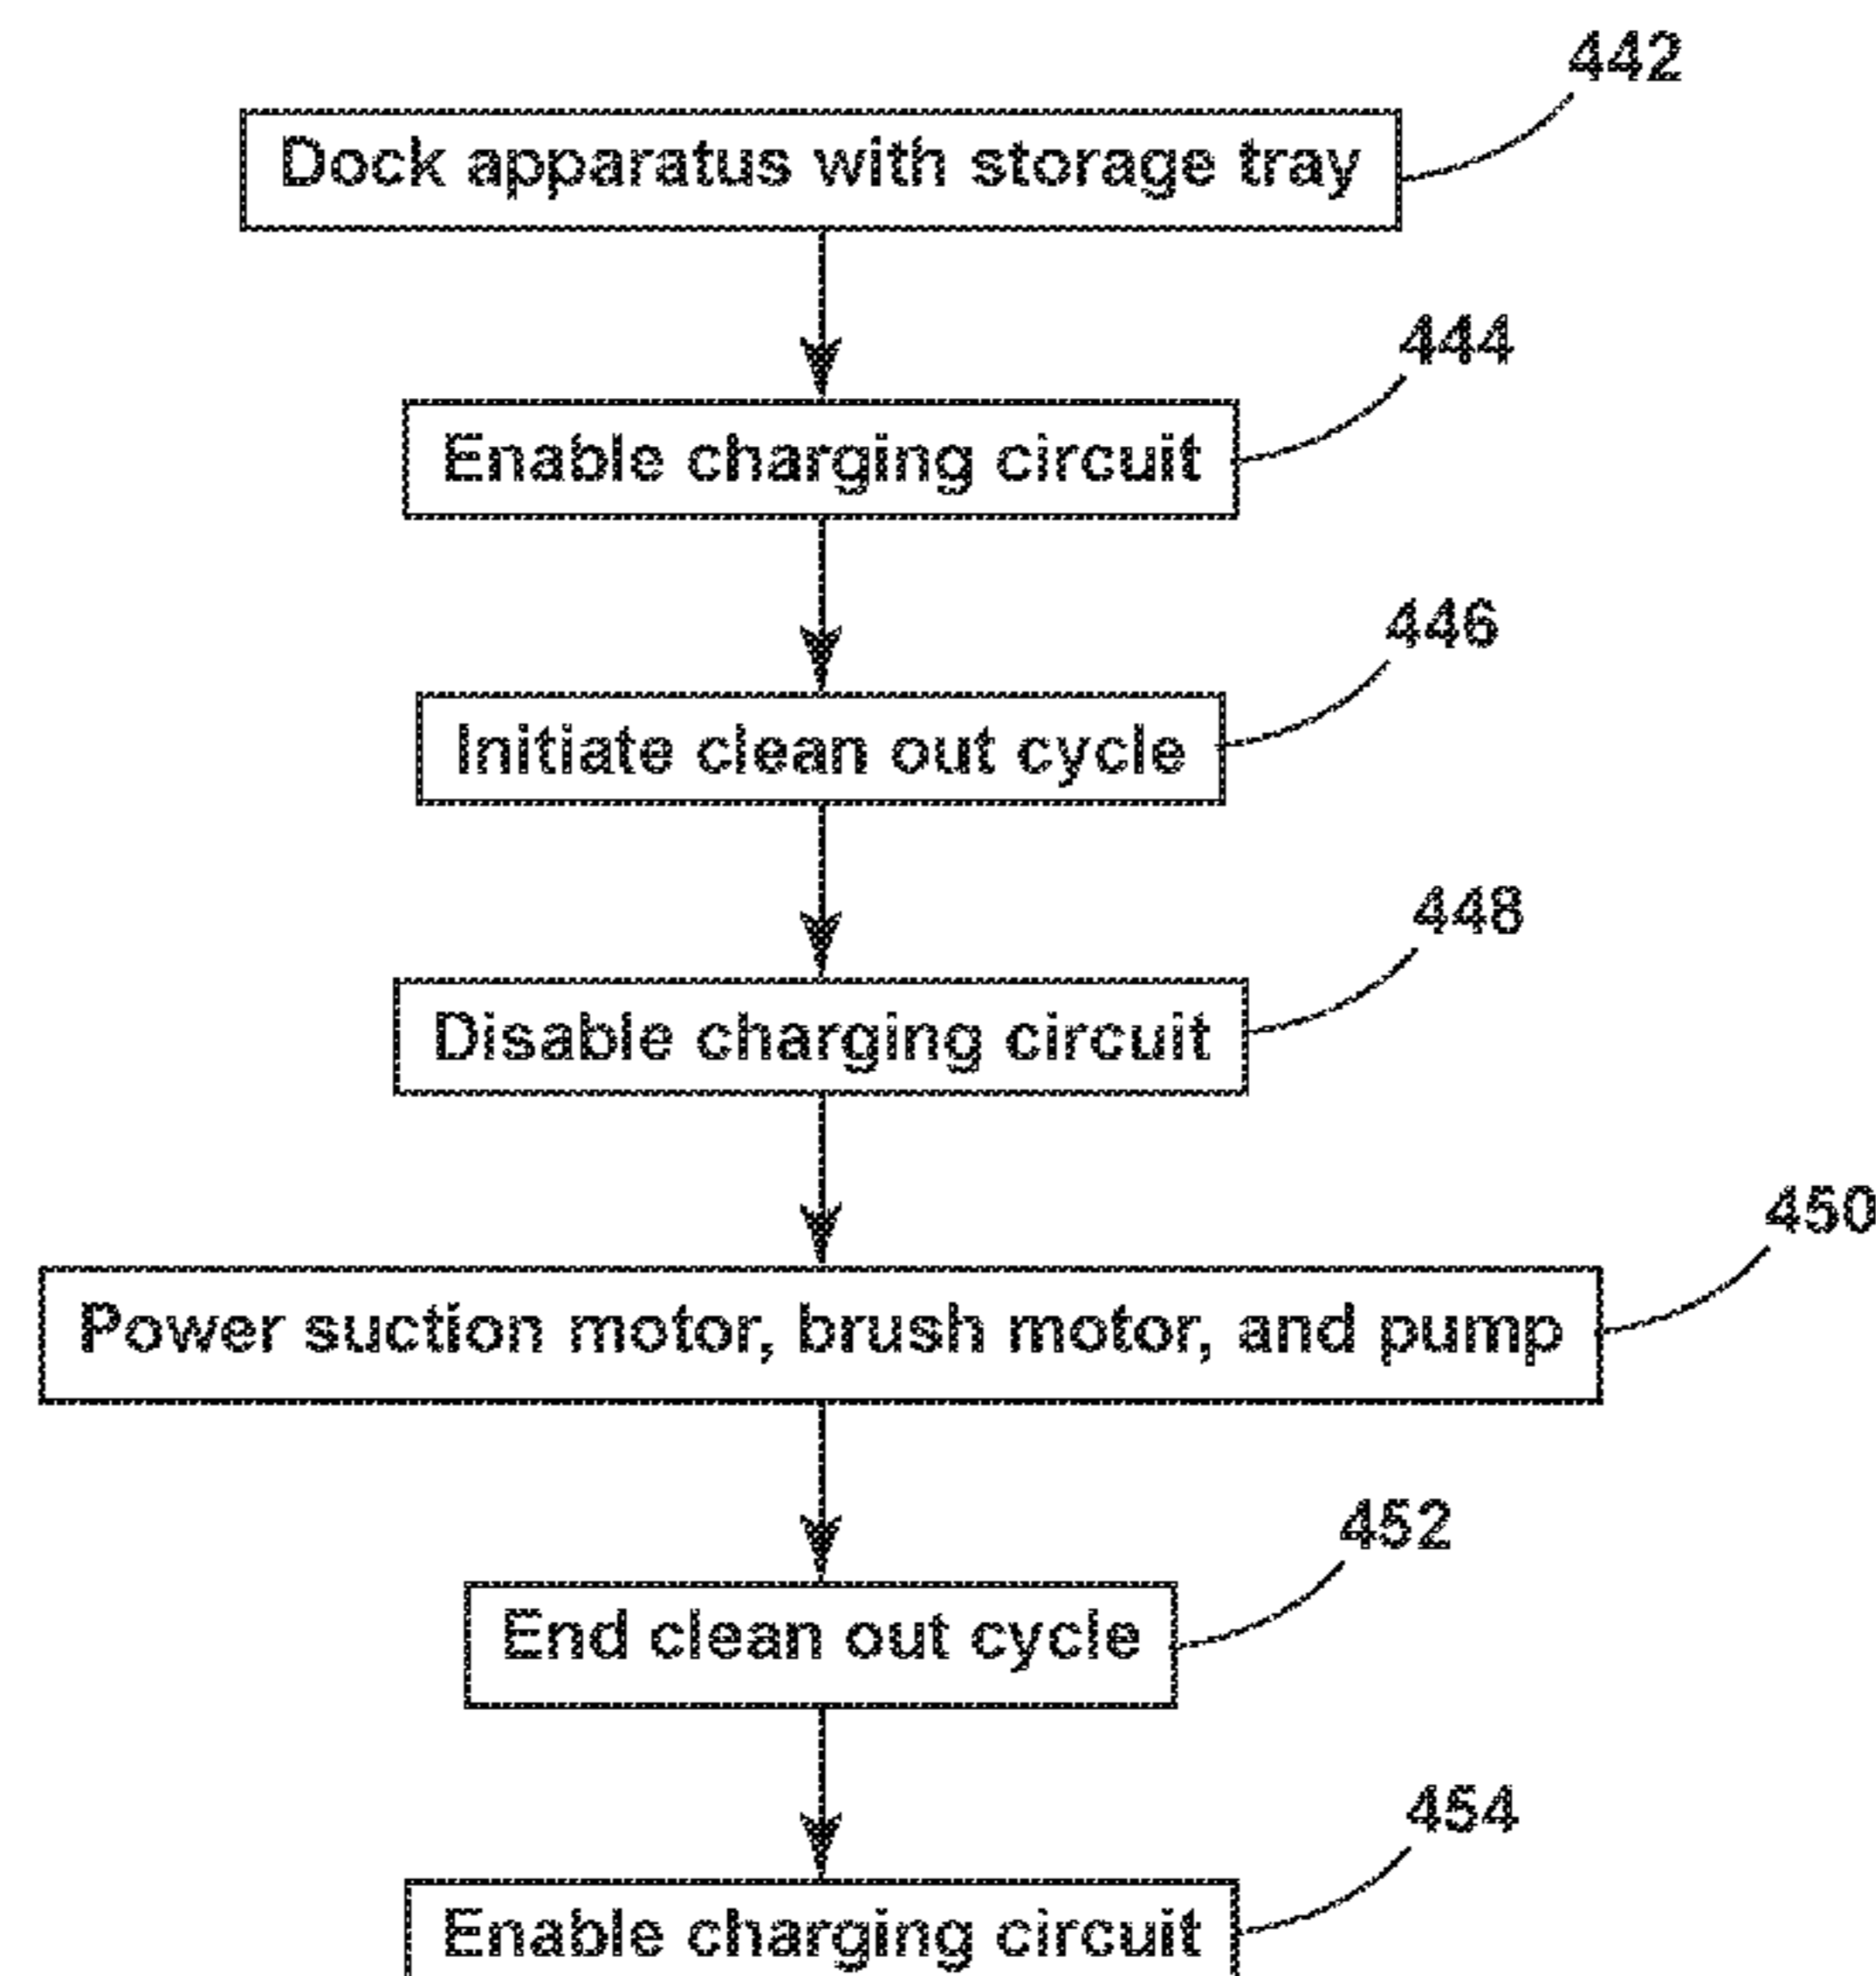 442
Dock apparatus with storage tray
444
Enable charging circuit
446
Initiate clean out cycle
448
Disable charging circuit
450
Power suction motor, brush motor, and pump
452
End clean out cycle
454
Enable charging circuit